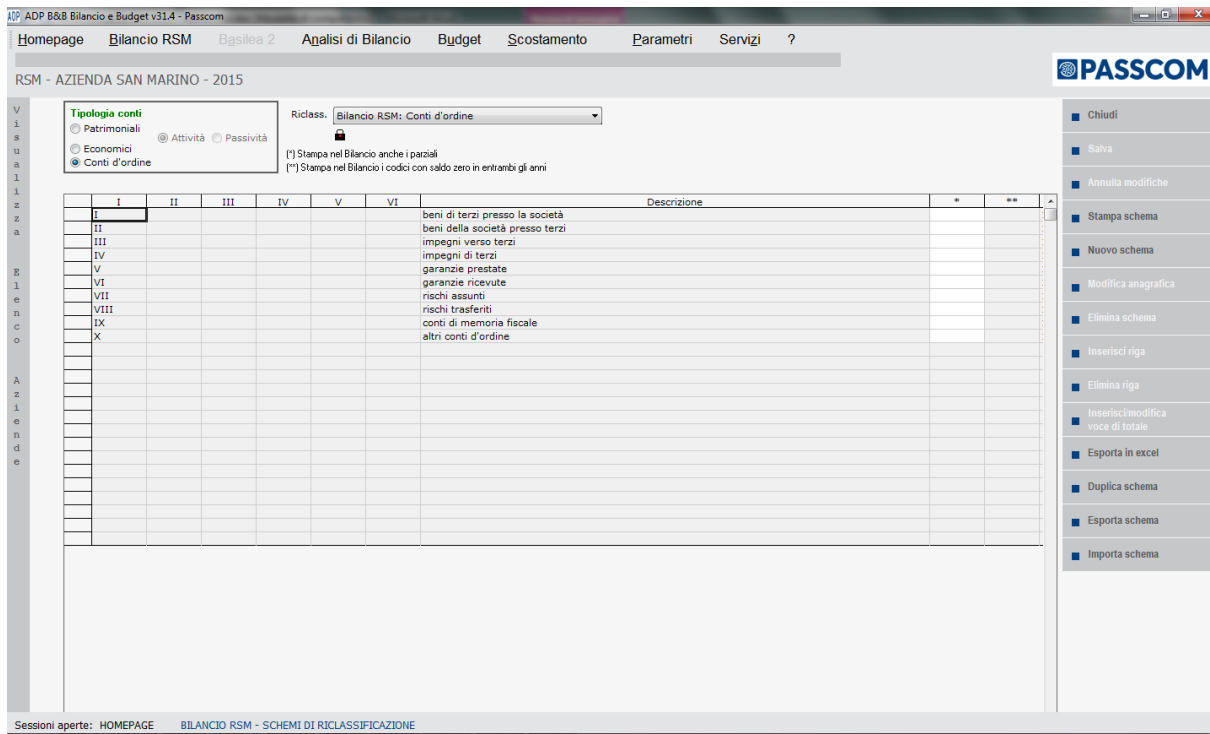 ADP ADP B&B Bilancio e Budget v31.4 - Passcom
Homepage Bilancio RSM Basilea 2 Analisi di Bilancio Budget Scostamento Parametri Servizi ?
RSM - AZIENDA SAN MARINO - 2015
PASSCOM
Visualizza Elenco Aziende
Tipologia conti
Patrimoniali
Attività Passività
Economici
Conti d'ordine
Riclass. Bilancio RSM: Conti d'ordine
(*) Stampa nel Bilancio anche i parziali
(**) Stampa nel Bilancio i codici con saldo zero in entrambi gli anni
I II III IV V VI Descrizione * **
I beni di terzi presso la società
II beni della società presso terzi
III impegni verso terzi
IV impegni di terzi
V garanzie prestate
VI garanzie ricevute
VII rischi assunti
VIII rischi trasferiti
IX conti di memoria fiscale
X altri conti d'ordine
Chiudi
Salva
Annulla modifiche
Stampa schema
Nuovo schema
Modifica anagrafica
Elimina schema
Inserisci riga
Elimina riga
Inserisci/modifica
voce di totale
Esporta in excel
Duplica schema
Esporta schema
Importa schema
Sessioni aperte: HOMEPAGE BILANCIO RSM - SCHEMI DI RICLASSIFICAZIONE